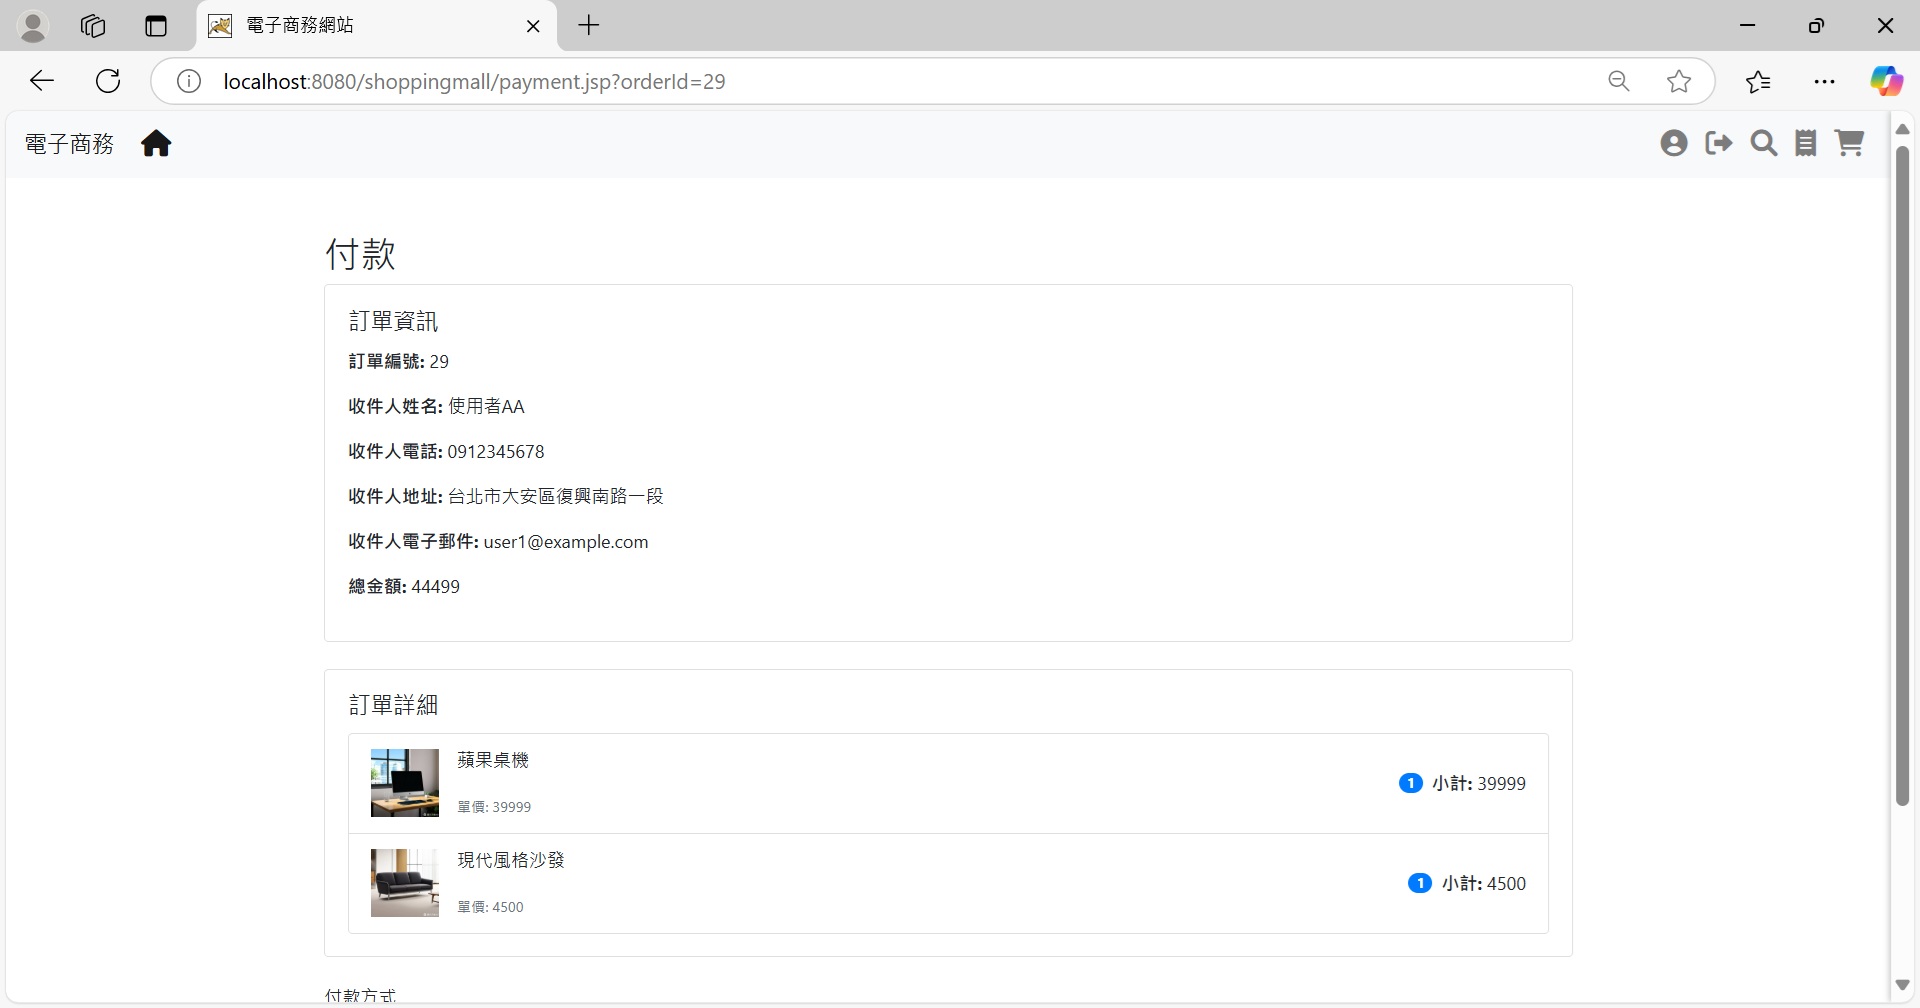 電子商務網站
localhost:8080/shoppingmall/payment.jsp?orderId=29
電子商務
付款
訂單資訊
訂單編號: 29
收件人姓名: 使用者AA
收件人電話: 0912345678
收件人地址: 台北市大安區復興南路一段
收件人電子郵件: user1@example.com
總金額: 44499
訂單詳細
蘋果桌機
單價: 39999
1 小計: 39999
現代風格沙發
單價: 4500
1 小計: 4500
付款方式